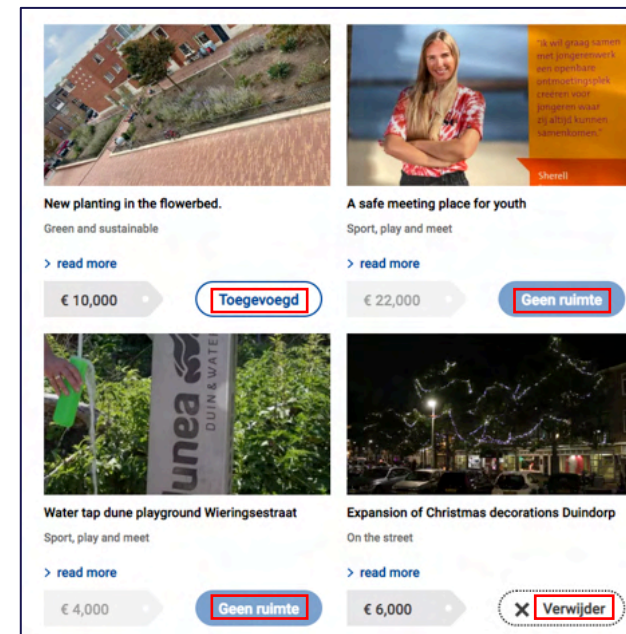 "Ik wil graag samen
met jongerenwerk
een openbare
ontmoetingsplek
creëren voor
jongeren waar
zij altijd kunnen
samenkomen."
Sherell
New planting in the flowerbed.
Green and sustainable
> read more
€ 10,000
Toegevoegd
A safe meeting place for youth
Sport, play and meet
> read more
€ 22,000
Geen ruimte
unea
DUIN & WATE
Water tap dune playground Wieringsestraat
Sport, play and meet
> read more
€ 4,000
Geen ruimte
Expansion of Christmas decorations Duindorp
On the street
> read more
€ 6,000
Verwijder